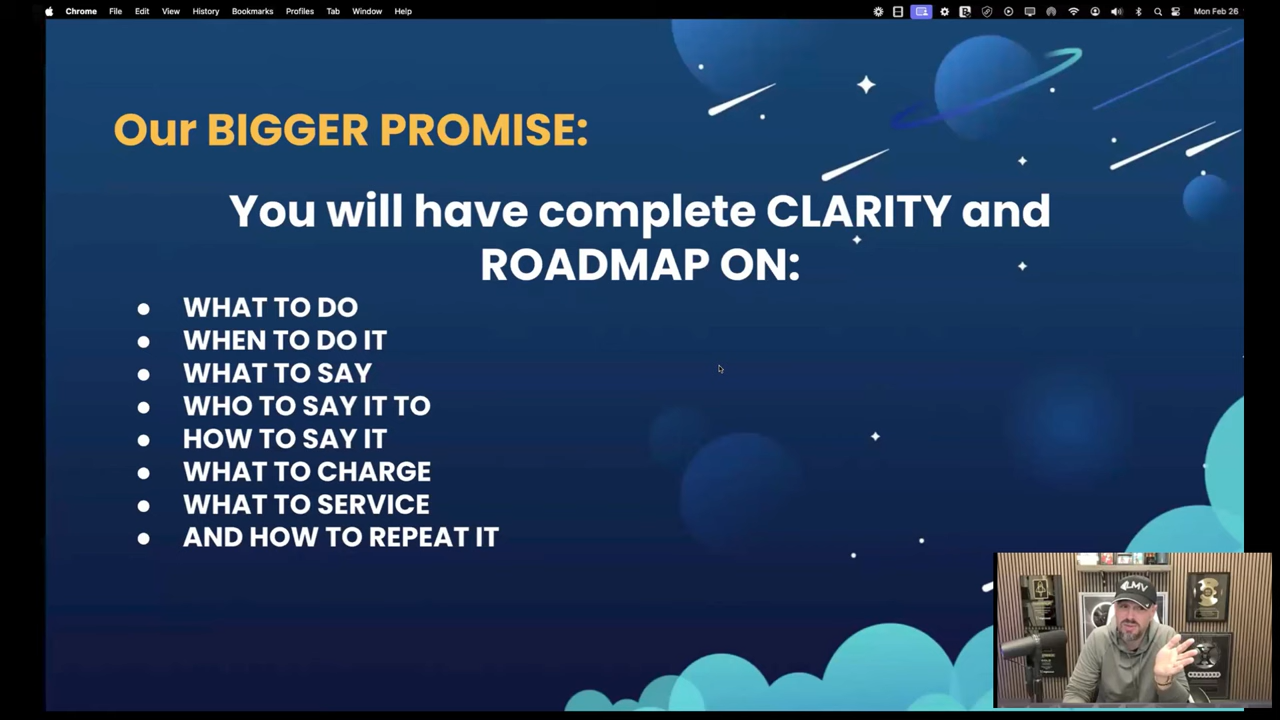 Chrome File Edit View History Bookmarks Profiles Tab Window Help Mon Feb 26
Our BIGGER PROMISE:
You will have complete CLARITY and
ROADMAP ON:
● WHAT TO DO
● WHEN TO DO IT
● WHAT TO SAY
● WHO TO SAY IT TO
● HOW TO SAY IT
● WHAT TO CHARGE
● WHAT TO SERVICE
● AND HOW TO REPEAT IT
LMV